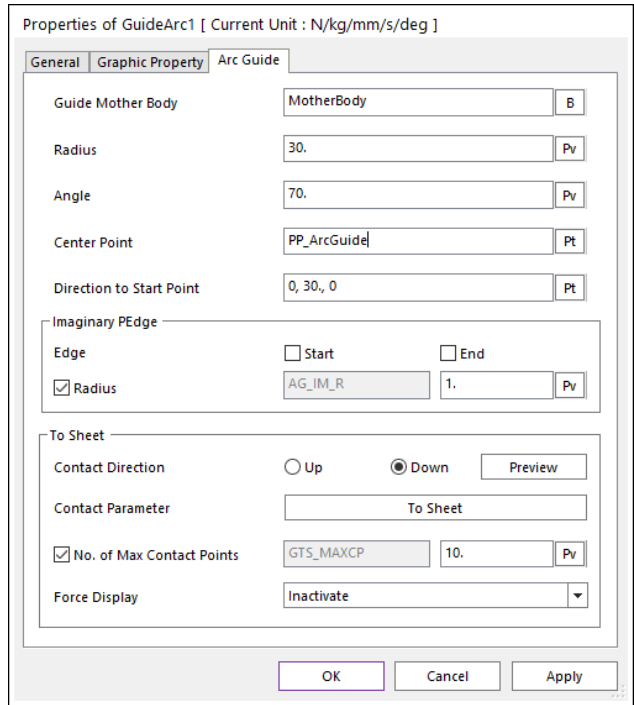 Properties of GuideArc1 [ Current Unit : N/kg/mm/s/deg ]
General Graphic Property Arc Guide
Guide Mother Body MotherBody B
Radius 30. Pv
Angle 70. Pv
Center Point PP_ArcGuide Pt
Direction to Start Point 0, 30., 0 Pt
Imaginary PEdge
Edge Start End
Radius AG_IM_R 1. Pv
To Sheet
Contact Direction Up Down Preview
Contact Parameter To Sheet
No. of Max Contact Points GTS_MAXCP 10. Pv
Force Display Inactivate
OK Cancel Apply